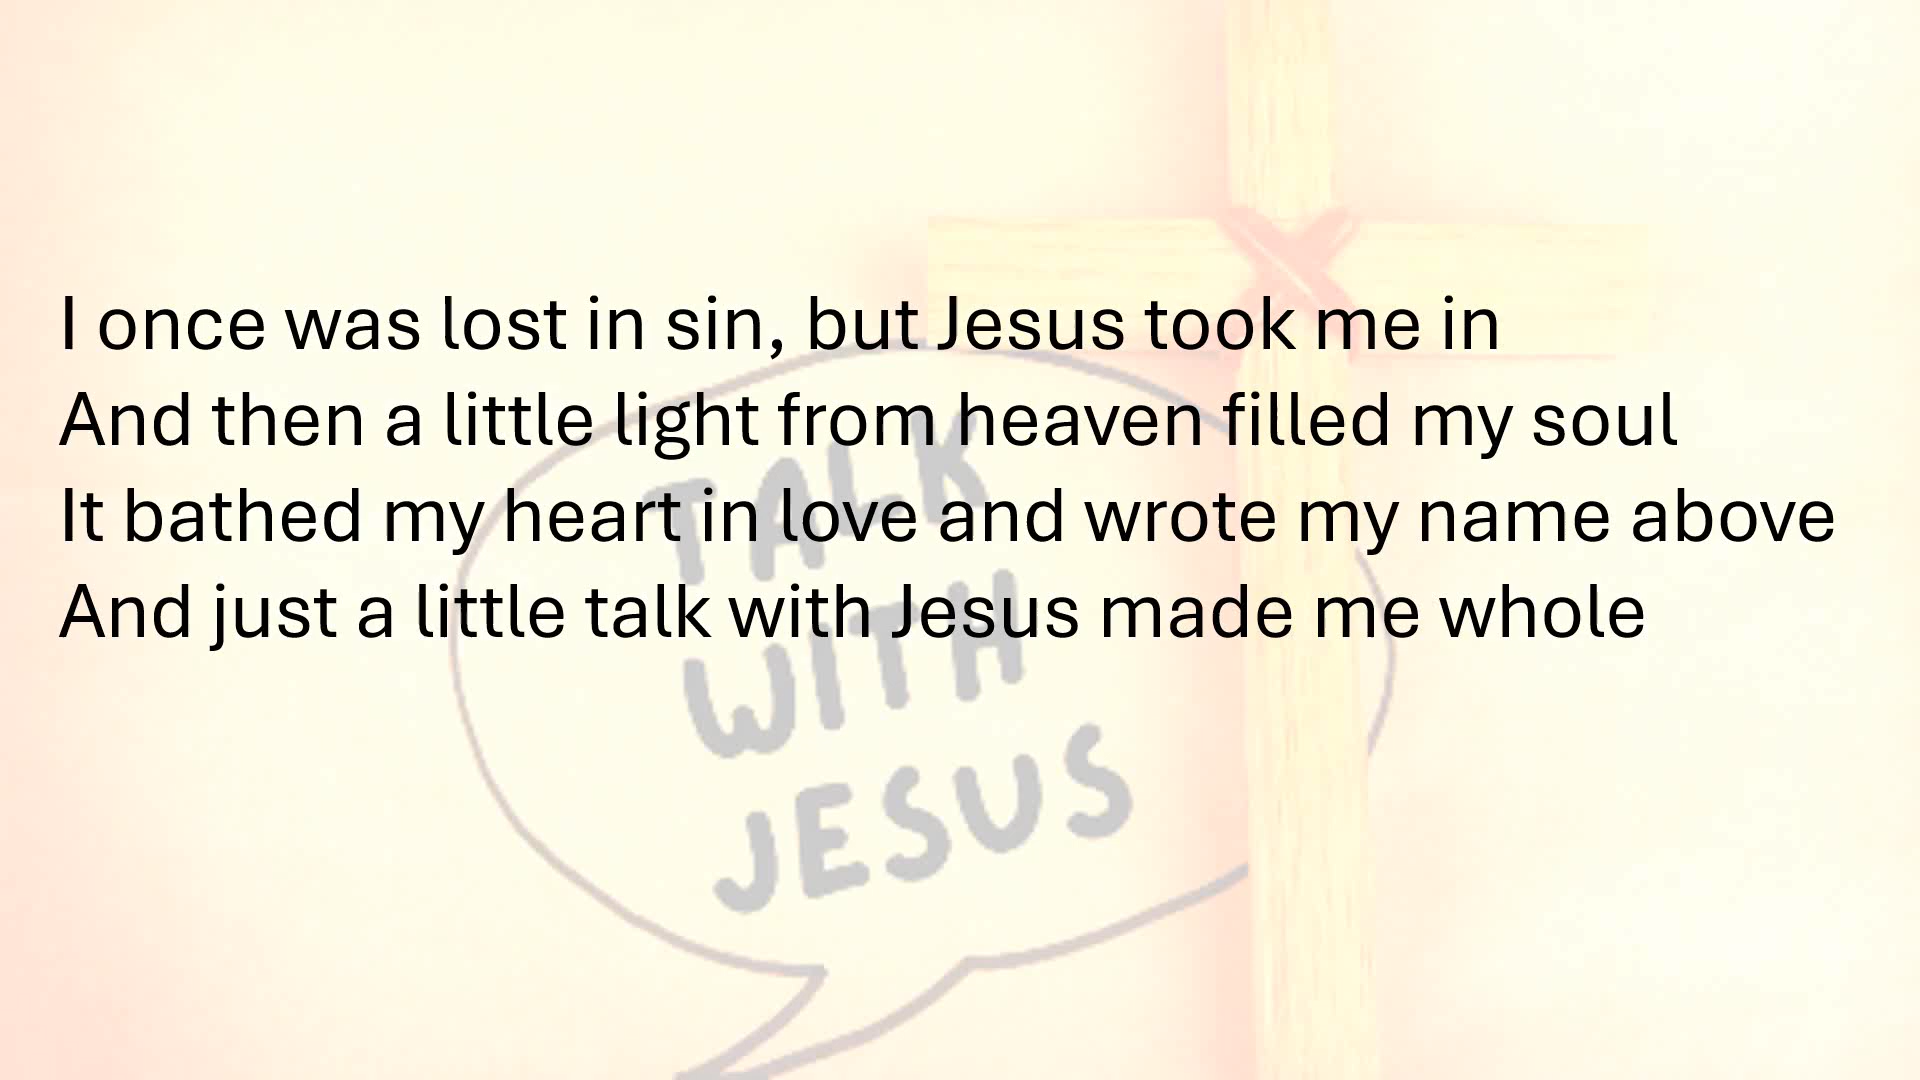 I once was lost in sin, but Jesus took me in
And then a little light from heaven filled my soul
It bathed my heart in love and wrote my name above
And just a little talk with Jesus made me whole
TALK
WITH
JESUS